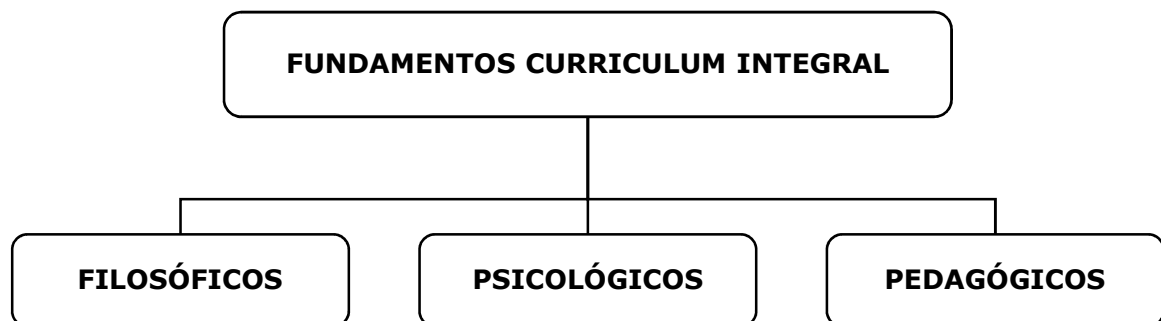 FUNDAMENTOS CURRICULUM INTEGRAL
FILOSÓFICOS
PSICOLÓGICOS
PEDAGÓGICOS